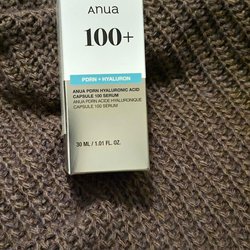 Anua
100+
PDRN + HYALURON
ANUA PDRN HYALURONIC ACID
CAPSULE 100 SERUM
ANUA PDRN ACIDE HYALURONIQUE
CAPSULE 100 SÉRUM
30 ML / 1.01 FL. OZ.